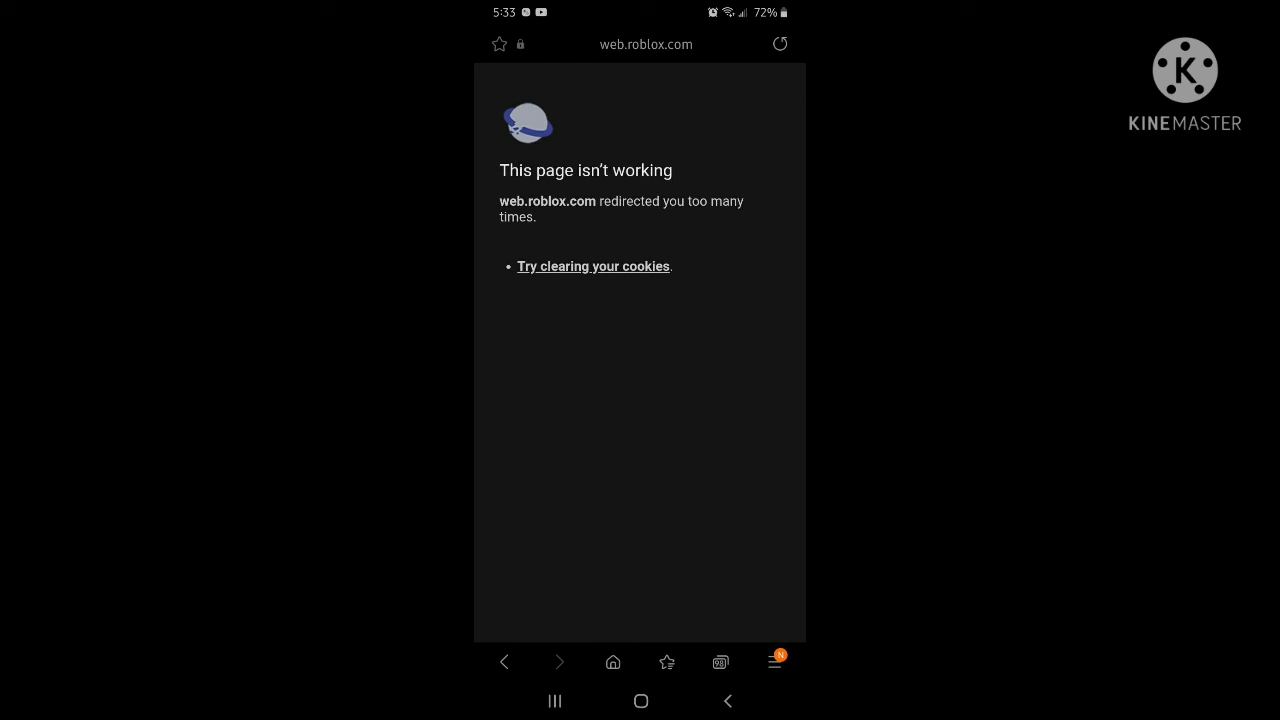 5:33
72%
web.roblox.com
K
KINEMASTER
This page isn't working
web.roblox.com redirected you too many
times.
• Try clearing your cookies.
98
N